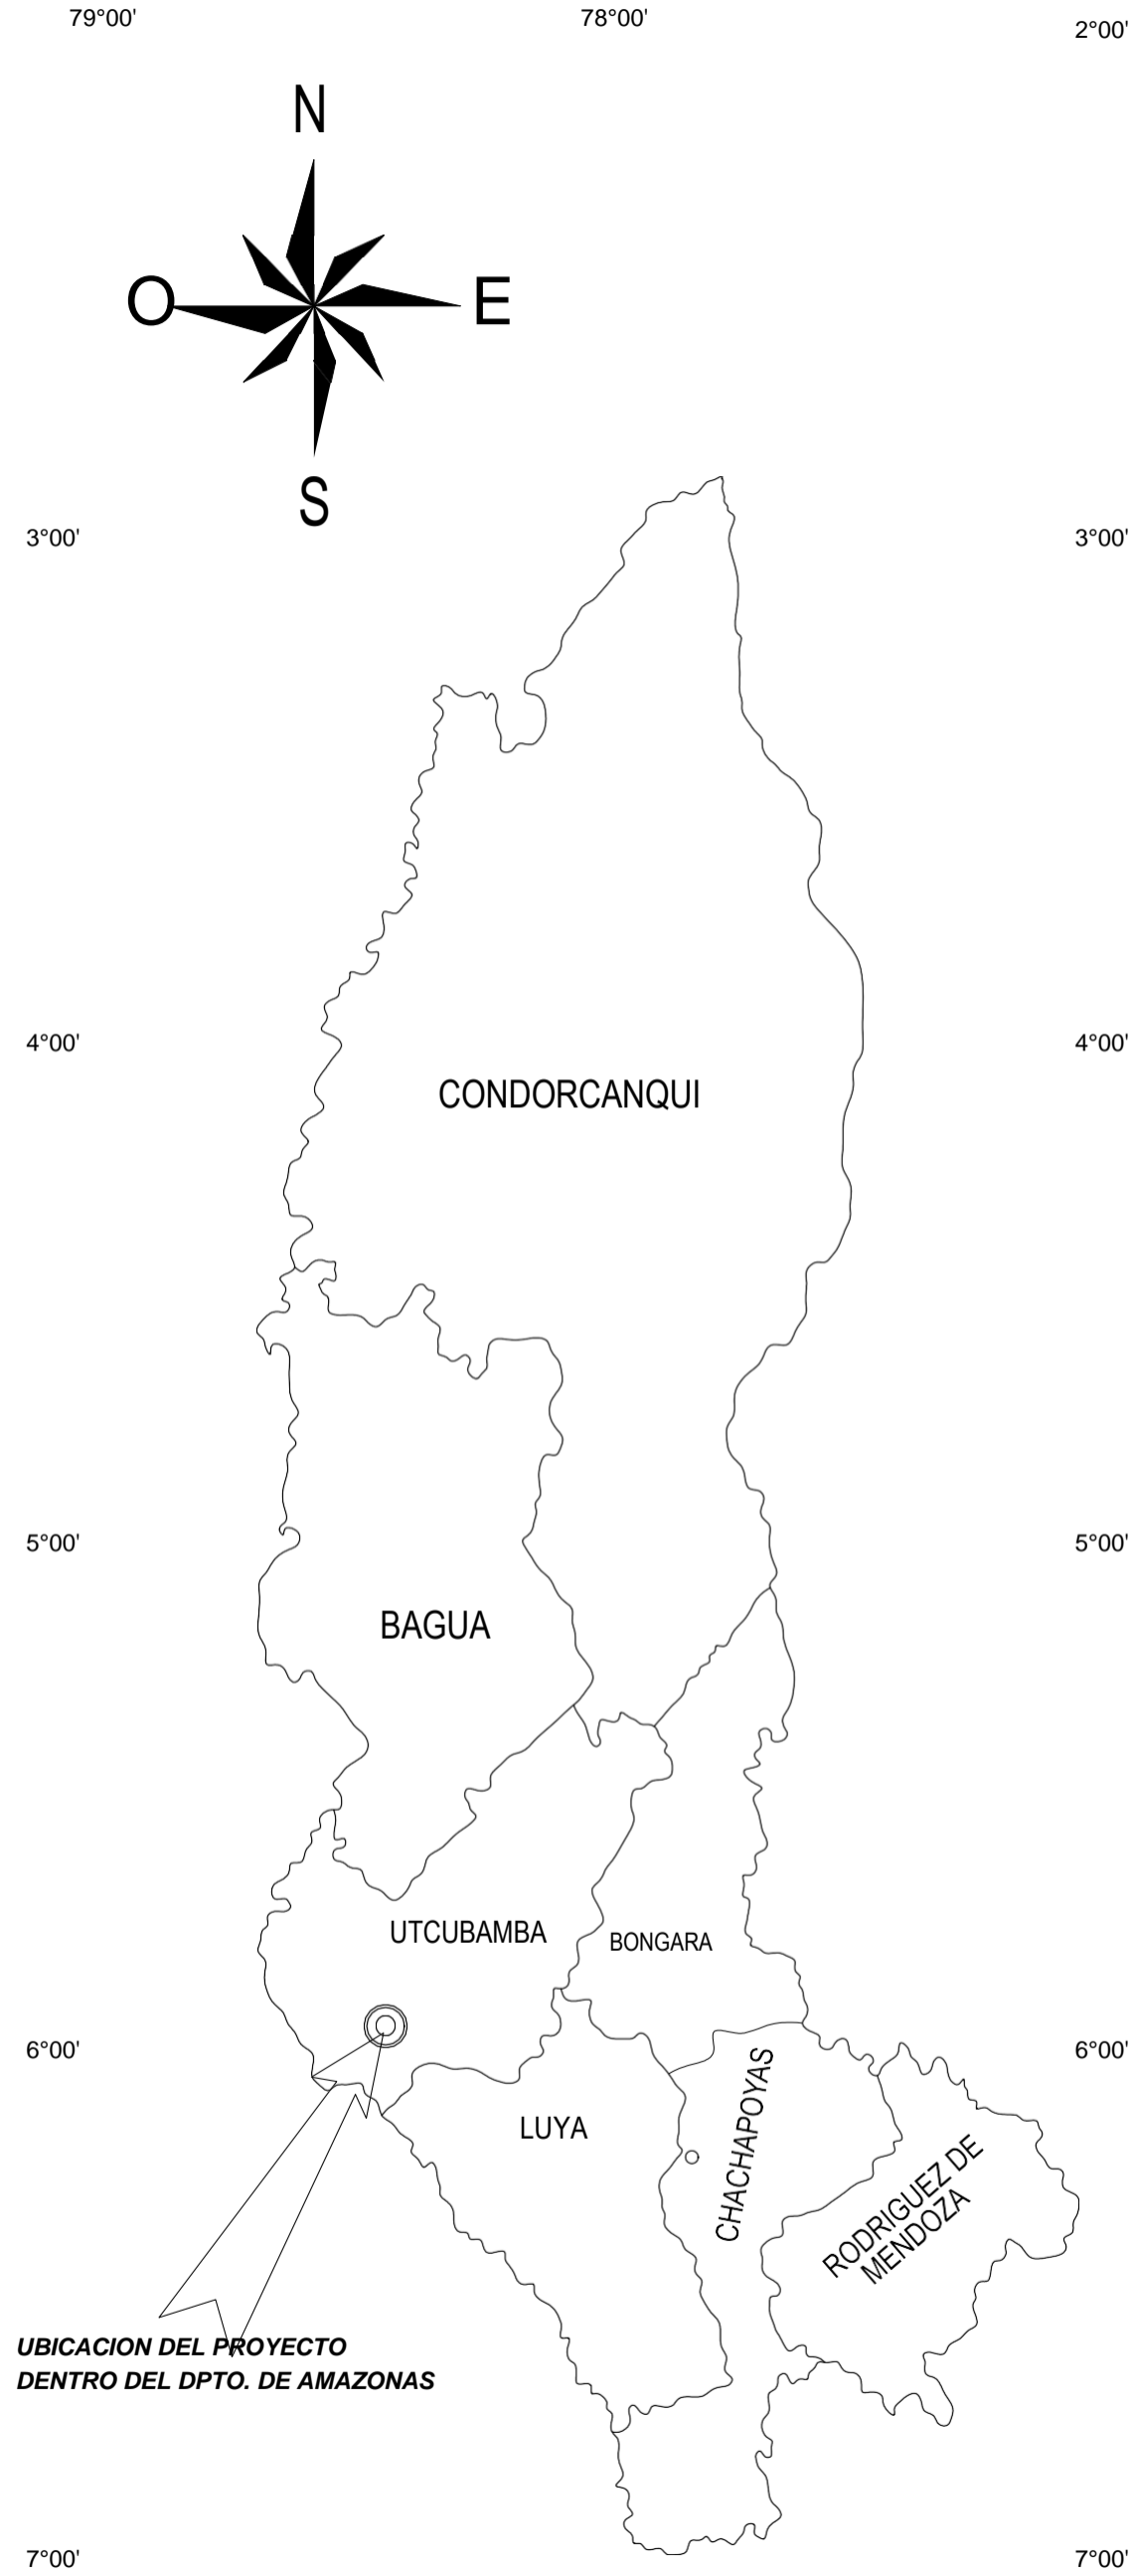 79°00'
78°00'
2°00'
N
O
E
S
3°00'
3°00'
4°00'
4°00'
CONDORCANQUI
5°00'
5°00'
BAGUA
UTCUBAMBA
BONGARA
6°00'
6°00'
LUYA
CHACHAPOYAS
RODRIGUEZ DE
MENDOZA
UBICACION DEL PROYECTO
DENTRO DEL DPTO. DE AMAZONAS
7°00'
7°00'